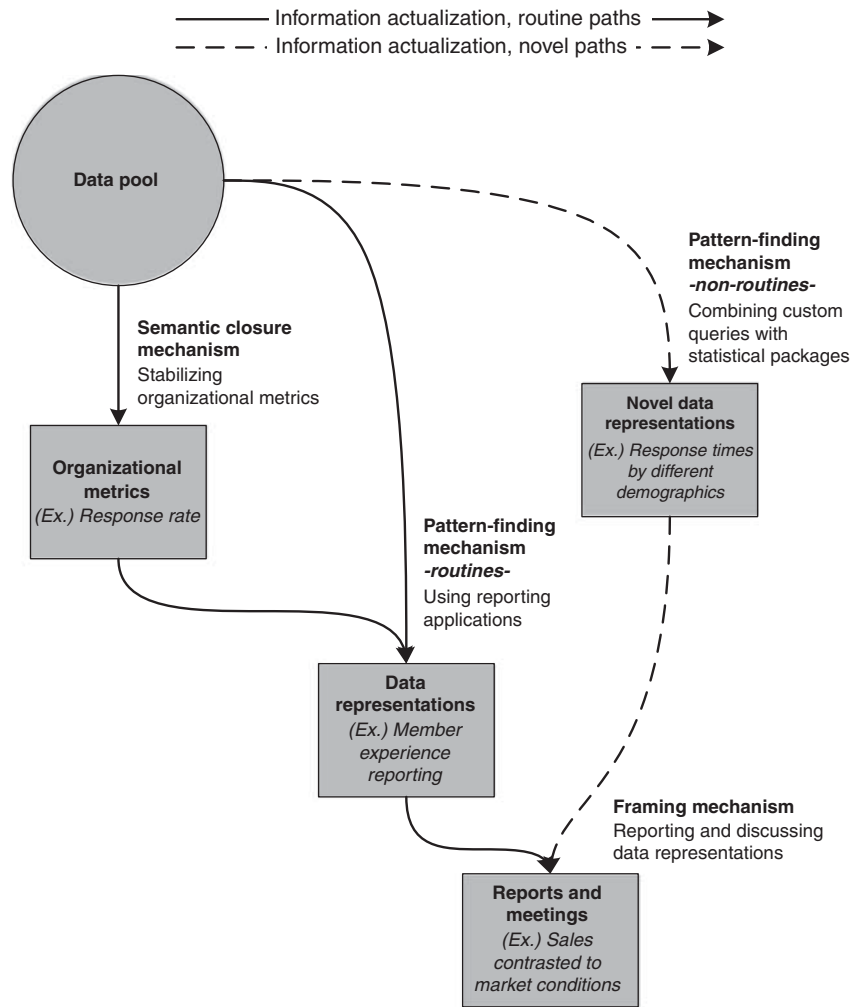 Information actualization, routine paths
Information actualization, novel paths
Data pool
Pattern-finding
mechanism
-non-routines-
Combining custom
queries with
statistical packages
Semantic closure
mechanism
Stabilizing
organizational metrics
Novel data
representations
(Ex.) Response times
by different
demographics
Organizational
metrics
(Ex.) Response rate
Pattern-finding
mechanism
-routines-
Using reporting
applications
Data
representations
(Ex.) Member
experience
reporting
Framing mechanism
Reporting and discussing
data representations
Reports and
meetings
(Ex.) Sales
contrasted to
market conditions